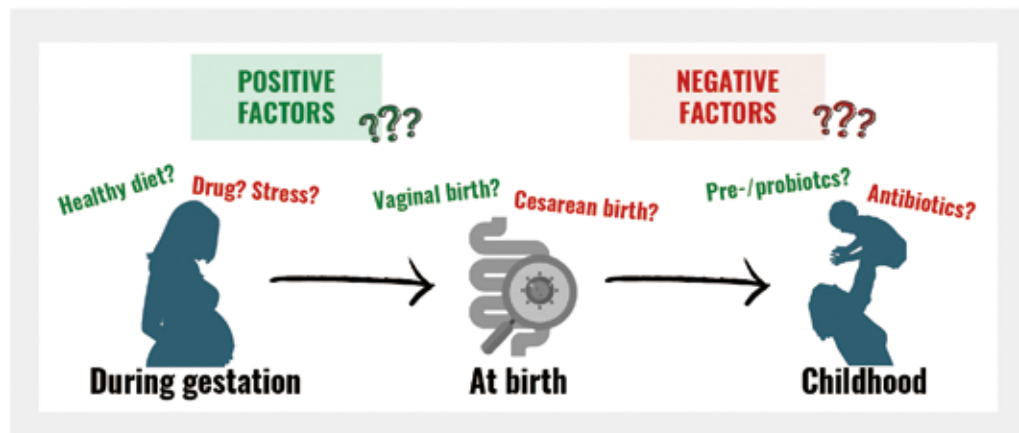 POSITIVE
FACTORS
???
NEGATIVE
FACTORS
???
Healthy diet?
Drug? Stress?
Vaginal birth?
Cesarean birth?
Pre-/probiotcs?
Antibiotics?
During gestation
At birth
Childhood